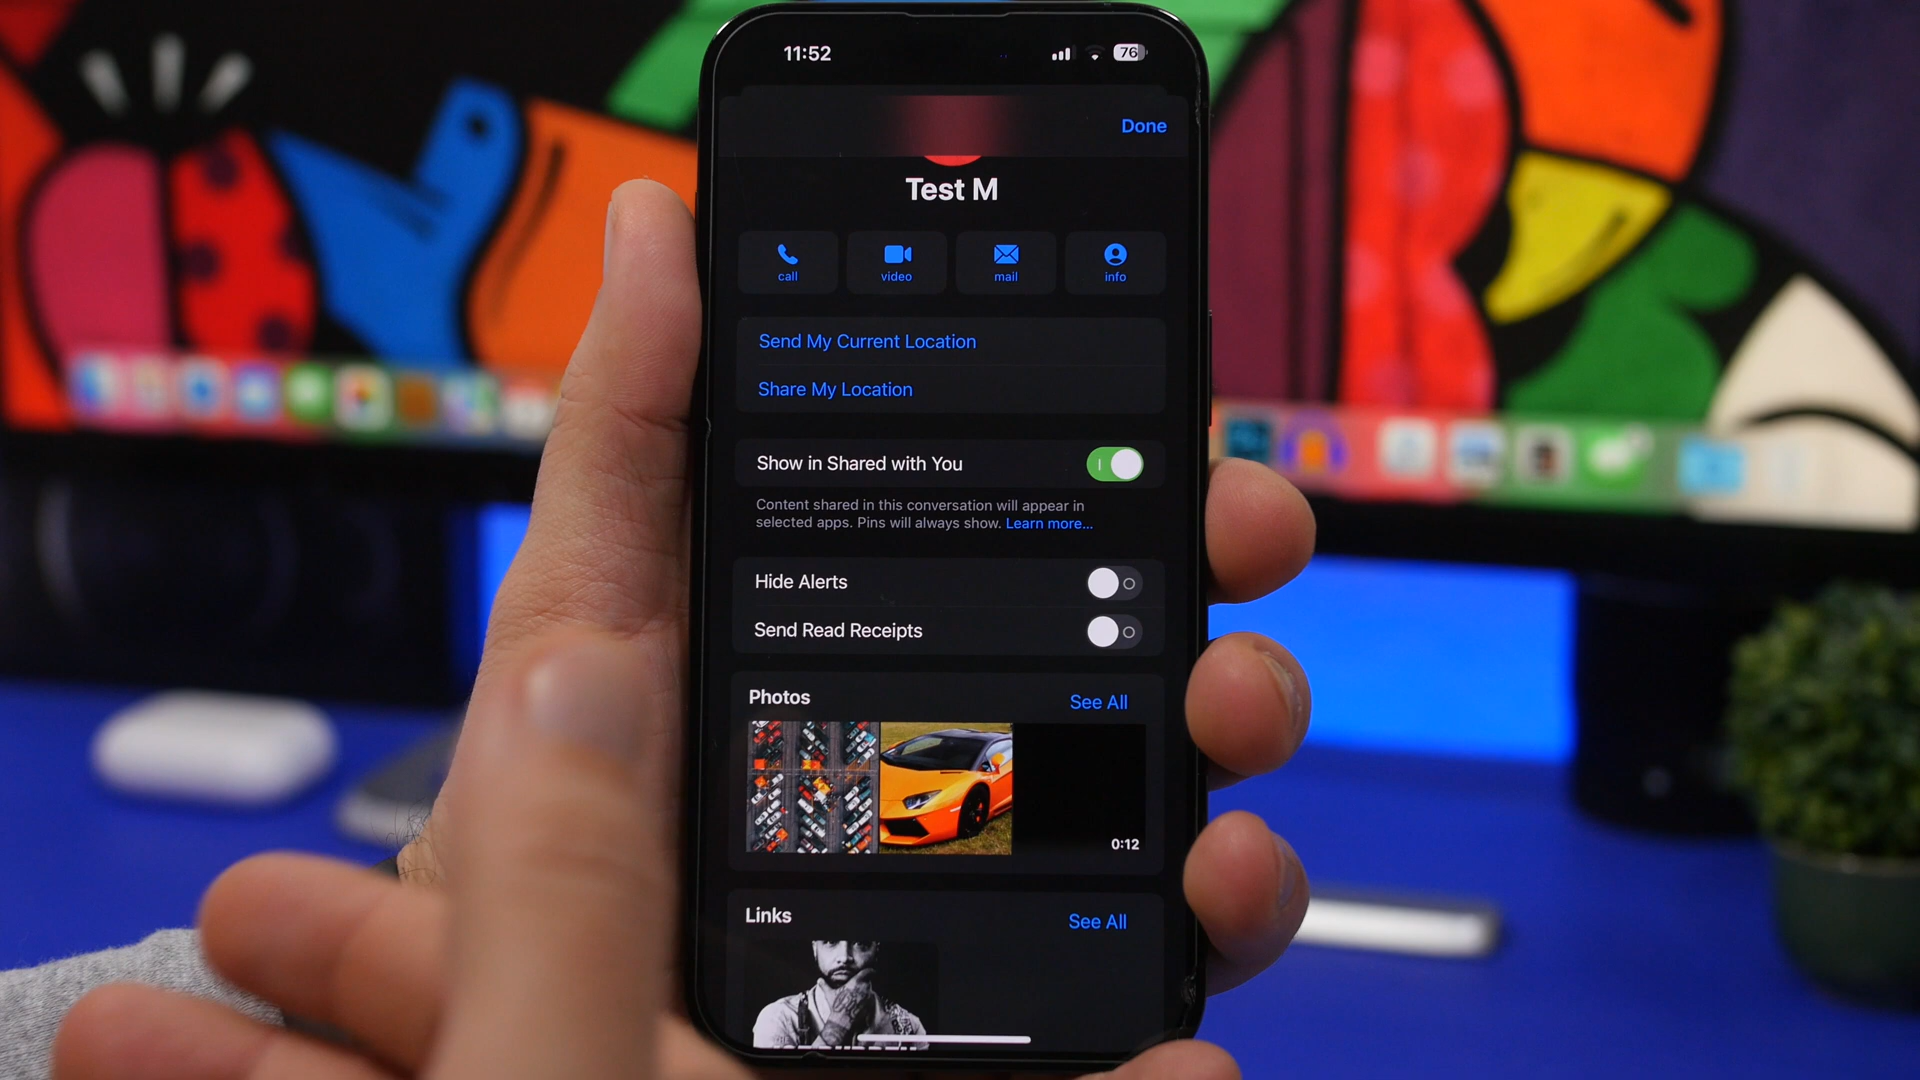 11:52
76
Done
Test M
call
video
mail
info
Send My Current Location
Share My Location
Show in Shared with You
Content shared in this conversation will appear in
selected apps. Pins will always show. Learn more...
Hide Alerts
Send Read Receipts
Photos
See All
0:12
Links
See All